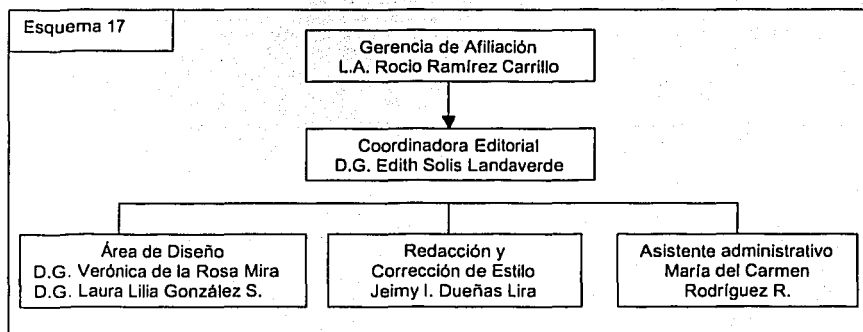 Esquema 17
Gerencia de Afiliación
L.A. Rocio Ramírez Carrillo
Coordinadora Editorial
D.G. Edith Solis Landaverde
Área de Diseño
D.G. Verónica de la Rosa Mira
D.G. Laura Lilia González S.
Redacción y
Corrección de Estilo
Jeimy I. Dueñas Lira
Asistente administrativo
María del Carmen
Rodríguez R.